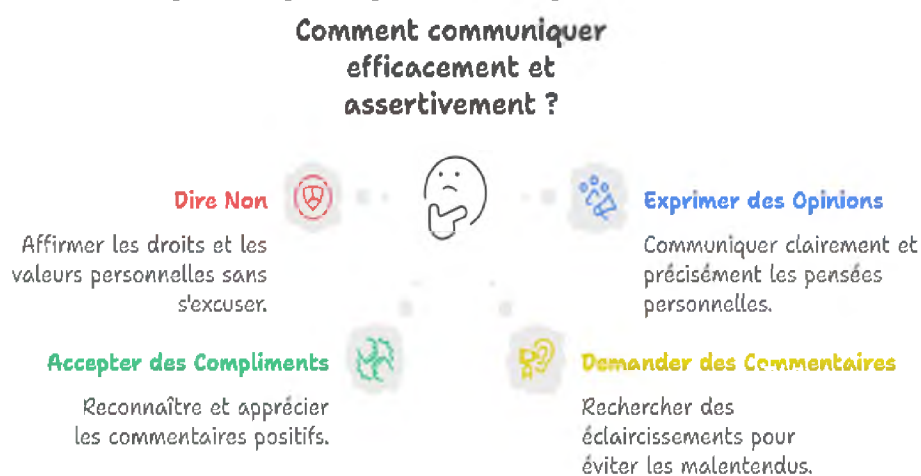 Comment communiquer
efficacement et
assertivement ?
Dire Non
Affirmer les droits et les
valeurs personnelles sans
s'excuser.
Exprimer des Opinions
Communiquer clairement et
précisément les pensées
personnelles.
Accepter des Compliments
Reconnaître et apprécier
les commentaires positifs.
Demander des Commentaires
Rechercher des
éclaircissements pour
éviter les malentendus.